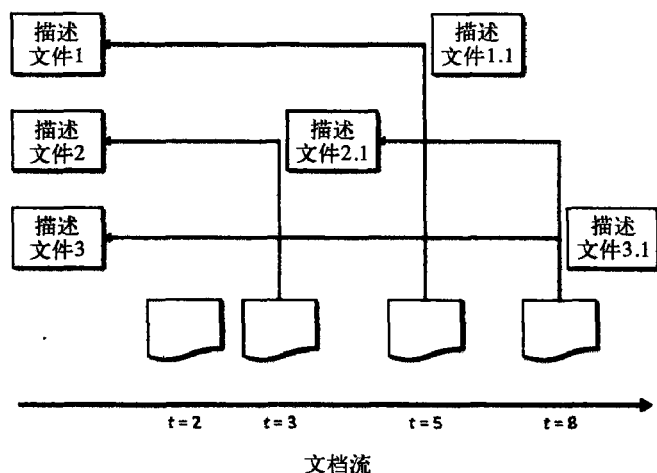 描述
文件1
描述
文件1.1
描述
文件2
描述
文件2.1
描述
文件3
描述
文件3.1
t=2
t=3
t=5
t=8
文档流